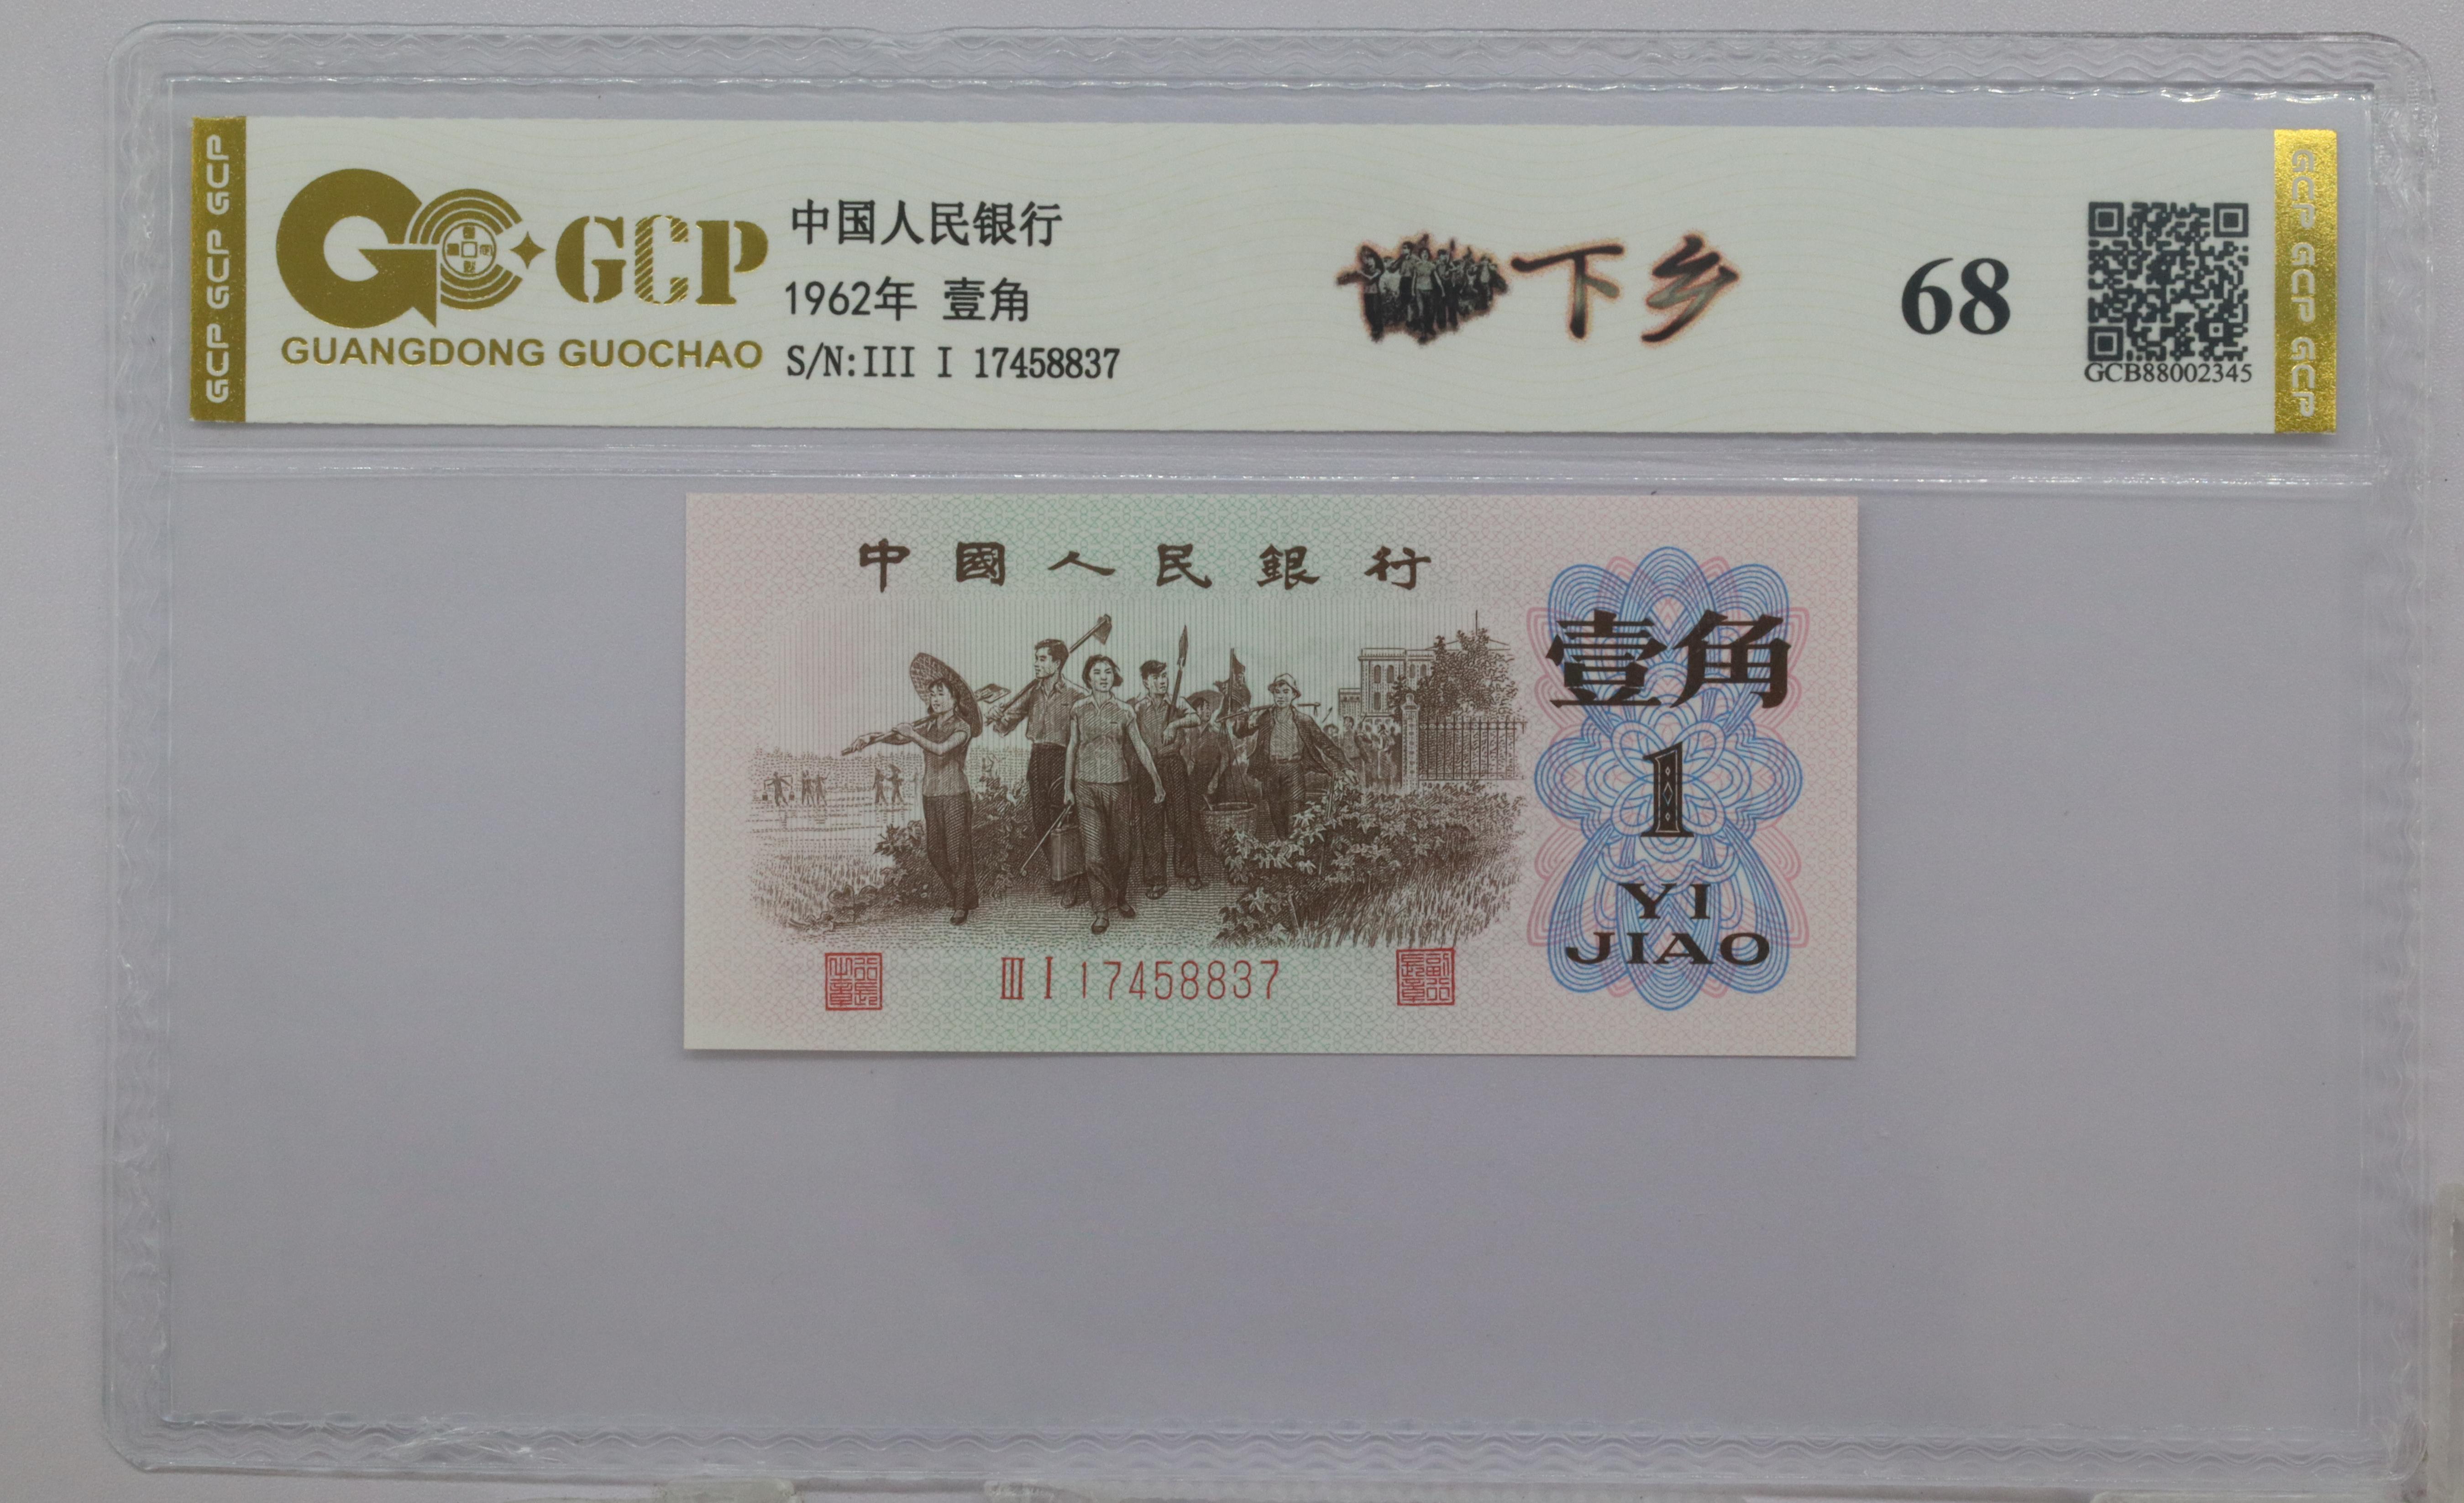 GCP GCP GCP
GCP
GUANGDONG GUOCHAO
中国人民银行
1962年 壹角
S/N:III I 17458837
下乡
68
GCB88002345
GCP GCP GCP
中國人民銀行
壹角
1
YI
JIAO
III I 17458837